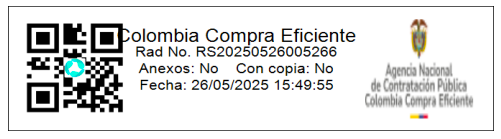 Colombia Compra Eficiente
Rad No. RS20250526005266
Anexos: No Con copia: No
Fecha: 26/05/2025 15:49:55
Agencia Nacional
de Contratación Pública
Colombia Compra Eficiente